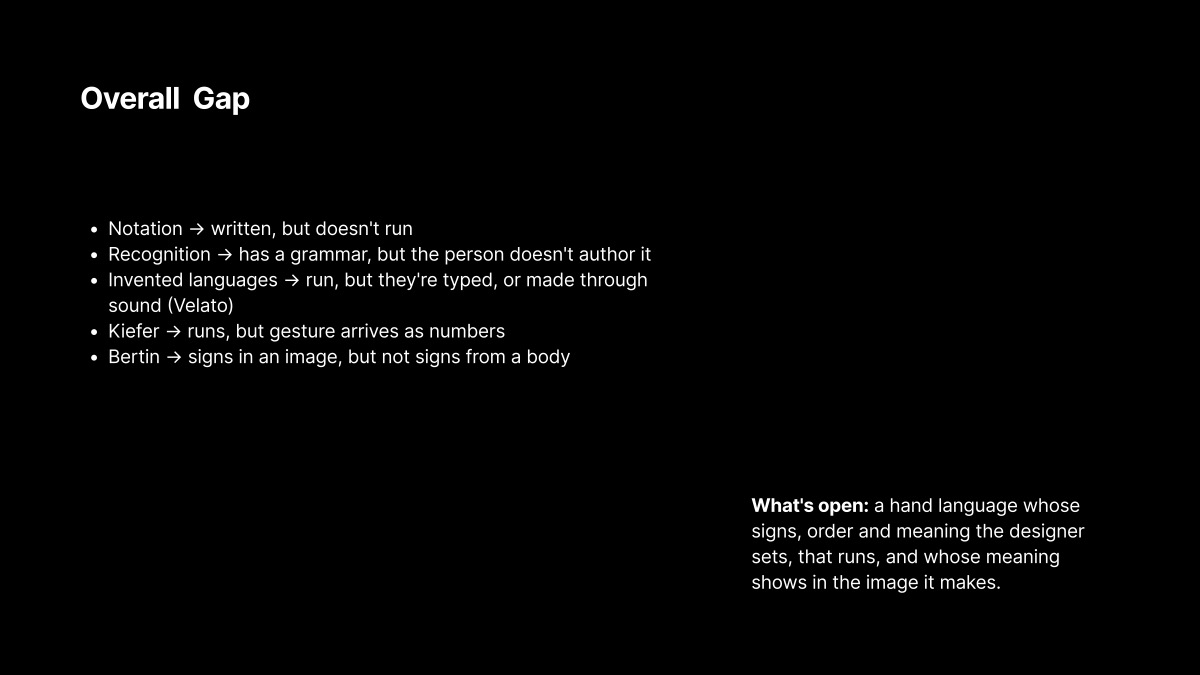 Overall Gap
• Notation → written, but doesn't run
• Recognition → has a grammar, but the person doesn't author it
• Invented languages → run, but they're typed, or made through
sound (Velato)
• Kiefer → runs, but gesture arrives as numbers
• Bertin → signs in an image, but not signs from a body
What's open: a hand language whose
signs, order and meaning the designer
sets, that runs, and whose meaning
shows in the image it makes.